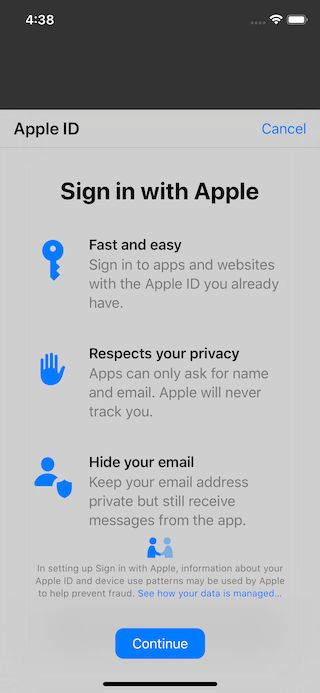 4:38
Apple ID
Cancel
Sign in with Apple
Fast and easy
Sign in to apps and websites
with the Apple ID you already
have.
Respects your privacy
Apps can only ask for name
and email. Apple will never
track you.
Hide your email
Keep your email address
private but still receive
messages from the app.
In setting up Sign in with Apple, information about your
Apple ID and device use patterns may be used by Apple
to help prevent fraud. See how your data is managed...
Continue